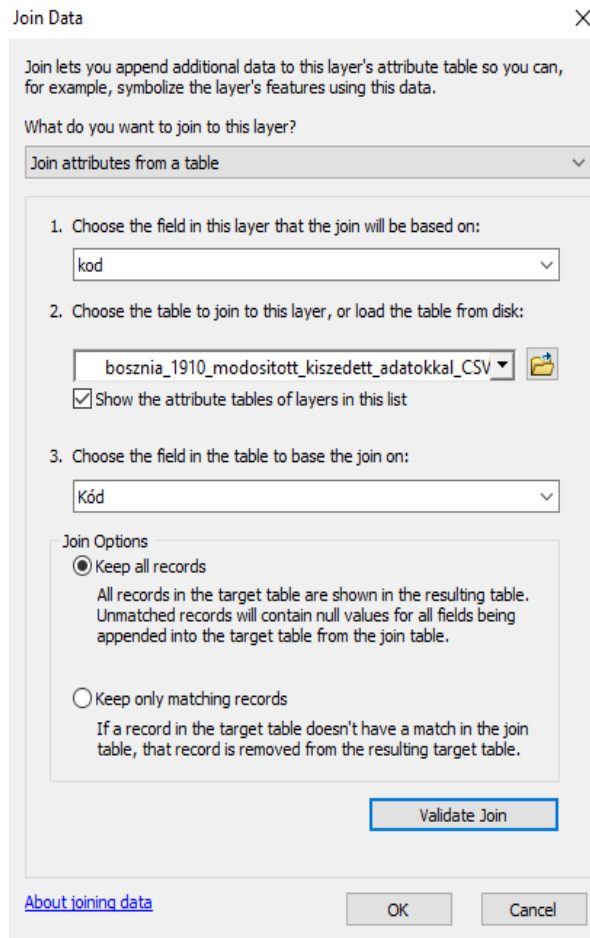 Join Data
Join lets you append additional data to this layer's attribute table so you can,
for example, symbolize the layer's features using this data.
What do you want to join to this layer?
Join attributes from a table
1. Choose the field in this layer that the join will be based on:
kod
2. Choose the table to join to this layer, or load the table from disk:
bosznia_1910_modositott_kiszedett_adatokkal_CSV
Show the attribute tables of layers in this list
3. Choose the field in the table to base the join on:
Kód
Join Options
Keep all records
All records in the target table are shown in the resulting table.
Unmatched records will contain null values for all fields being
appended into the target table from the join table.
Keep only matching records
If a record in the target table doesn't have a match in the join
table, that record is removed from the resulting target table.
Validate Join
About joining data
OK
Cancel